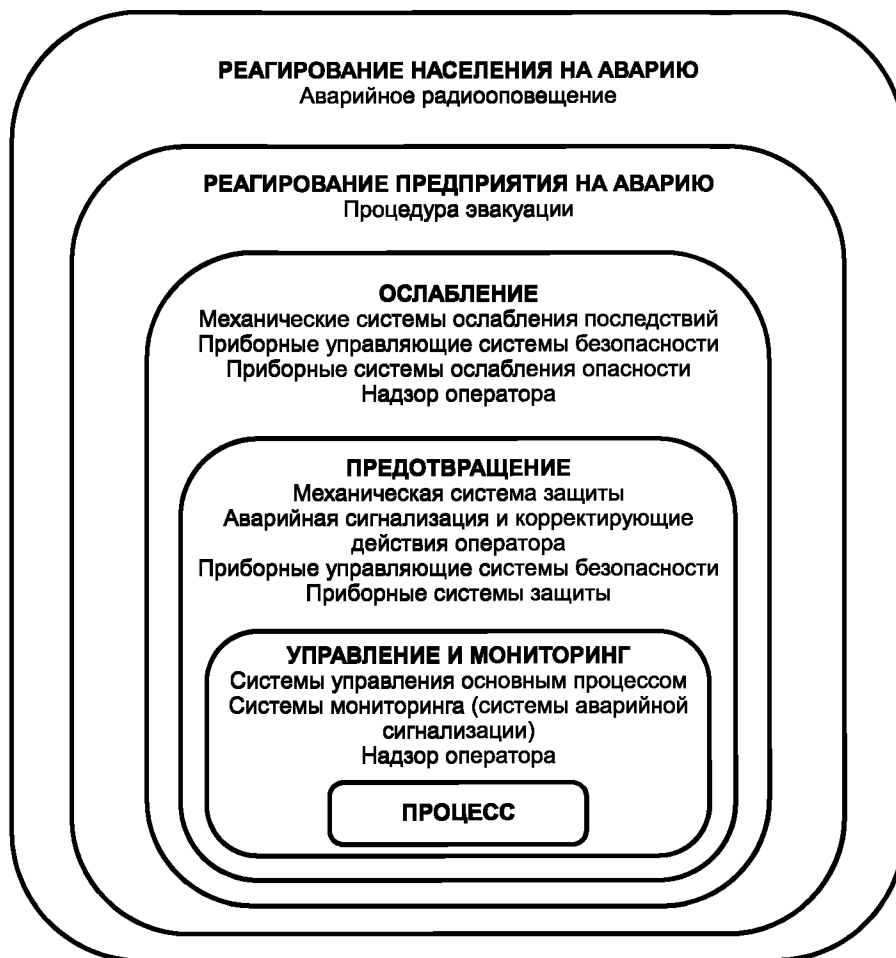 РЕАГИРОВАНИЕ НАСЕЛЕНИЯ НА АВАРИЮ
Аварийное радиооповещение
РЕАГИРОВАНИЕ ПРЕДПРИЯТИЯ НА АВАРИЮ
Процедура эвакуации
ОСЛАБЛЕНИЕ
Механические системы ослабления последствий
Приборные управляющие системы безопасности
Приборные системы ослабления опасности
Надзор оператора
ПРЕДОТВРАЩЕНИЕ
Механическая система защиты
Аварийная сигнализация и корректирующие
действия оператора
Приборные управляющие системы безопасности
Приборные системы защиты
УПРАВЛЕНИЕ И МОНИТОРИНГ
Системы управления основным процессом
Системы мониторинга (системы аварийной
сигнализации)
Надзор оператора
ПРОЦЕСС